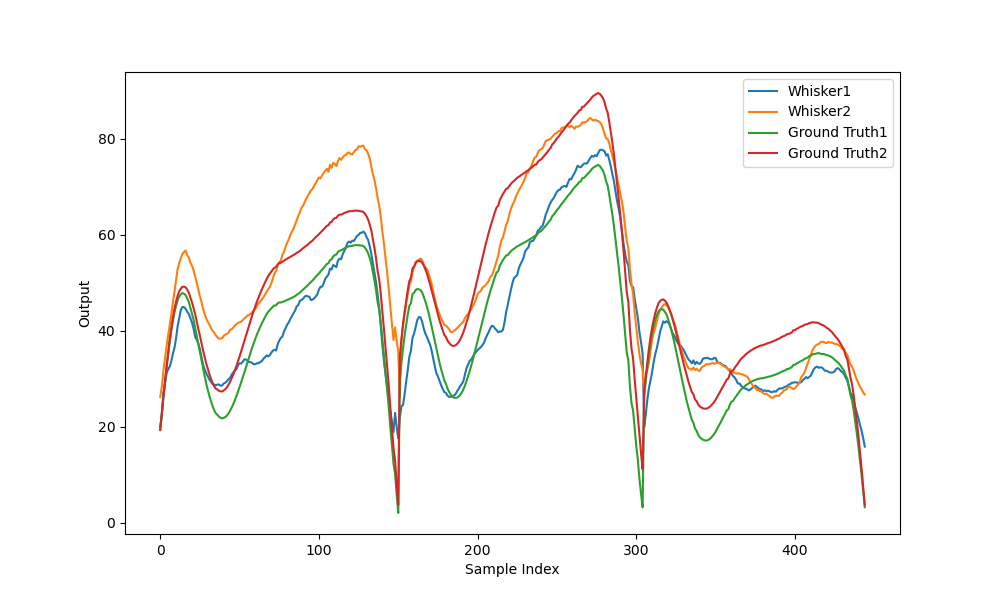 Whisker1
Whisker2
Ground Truth1
Ground Truth2
80
60
40
20
0
Output
0 100 200 300 400
Sample Index